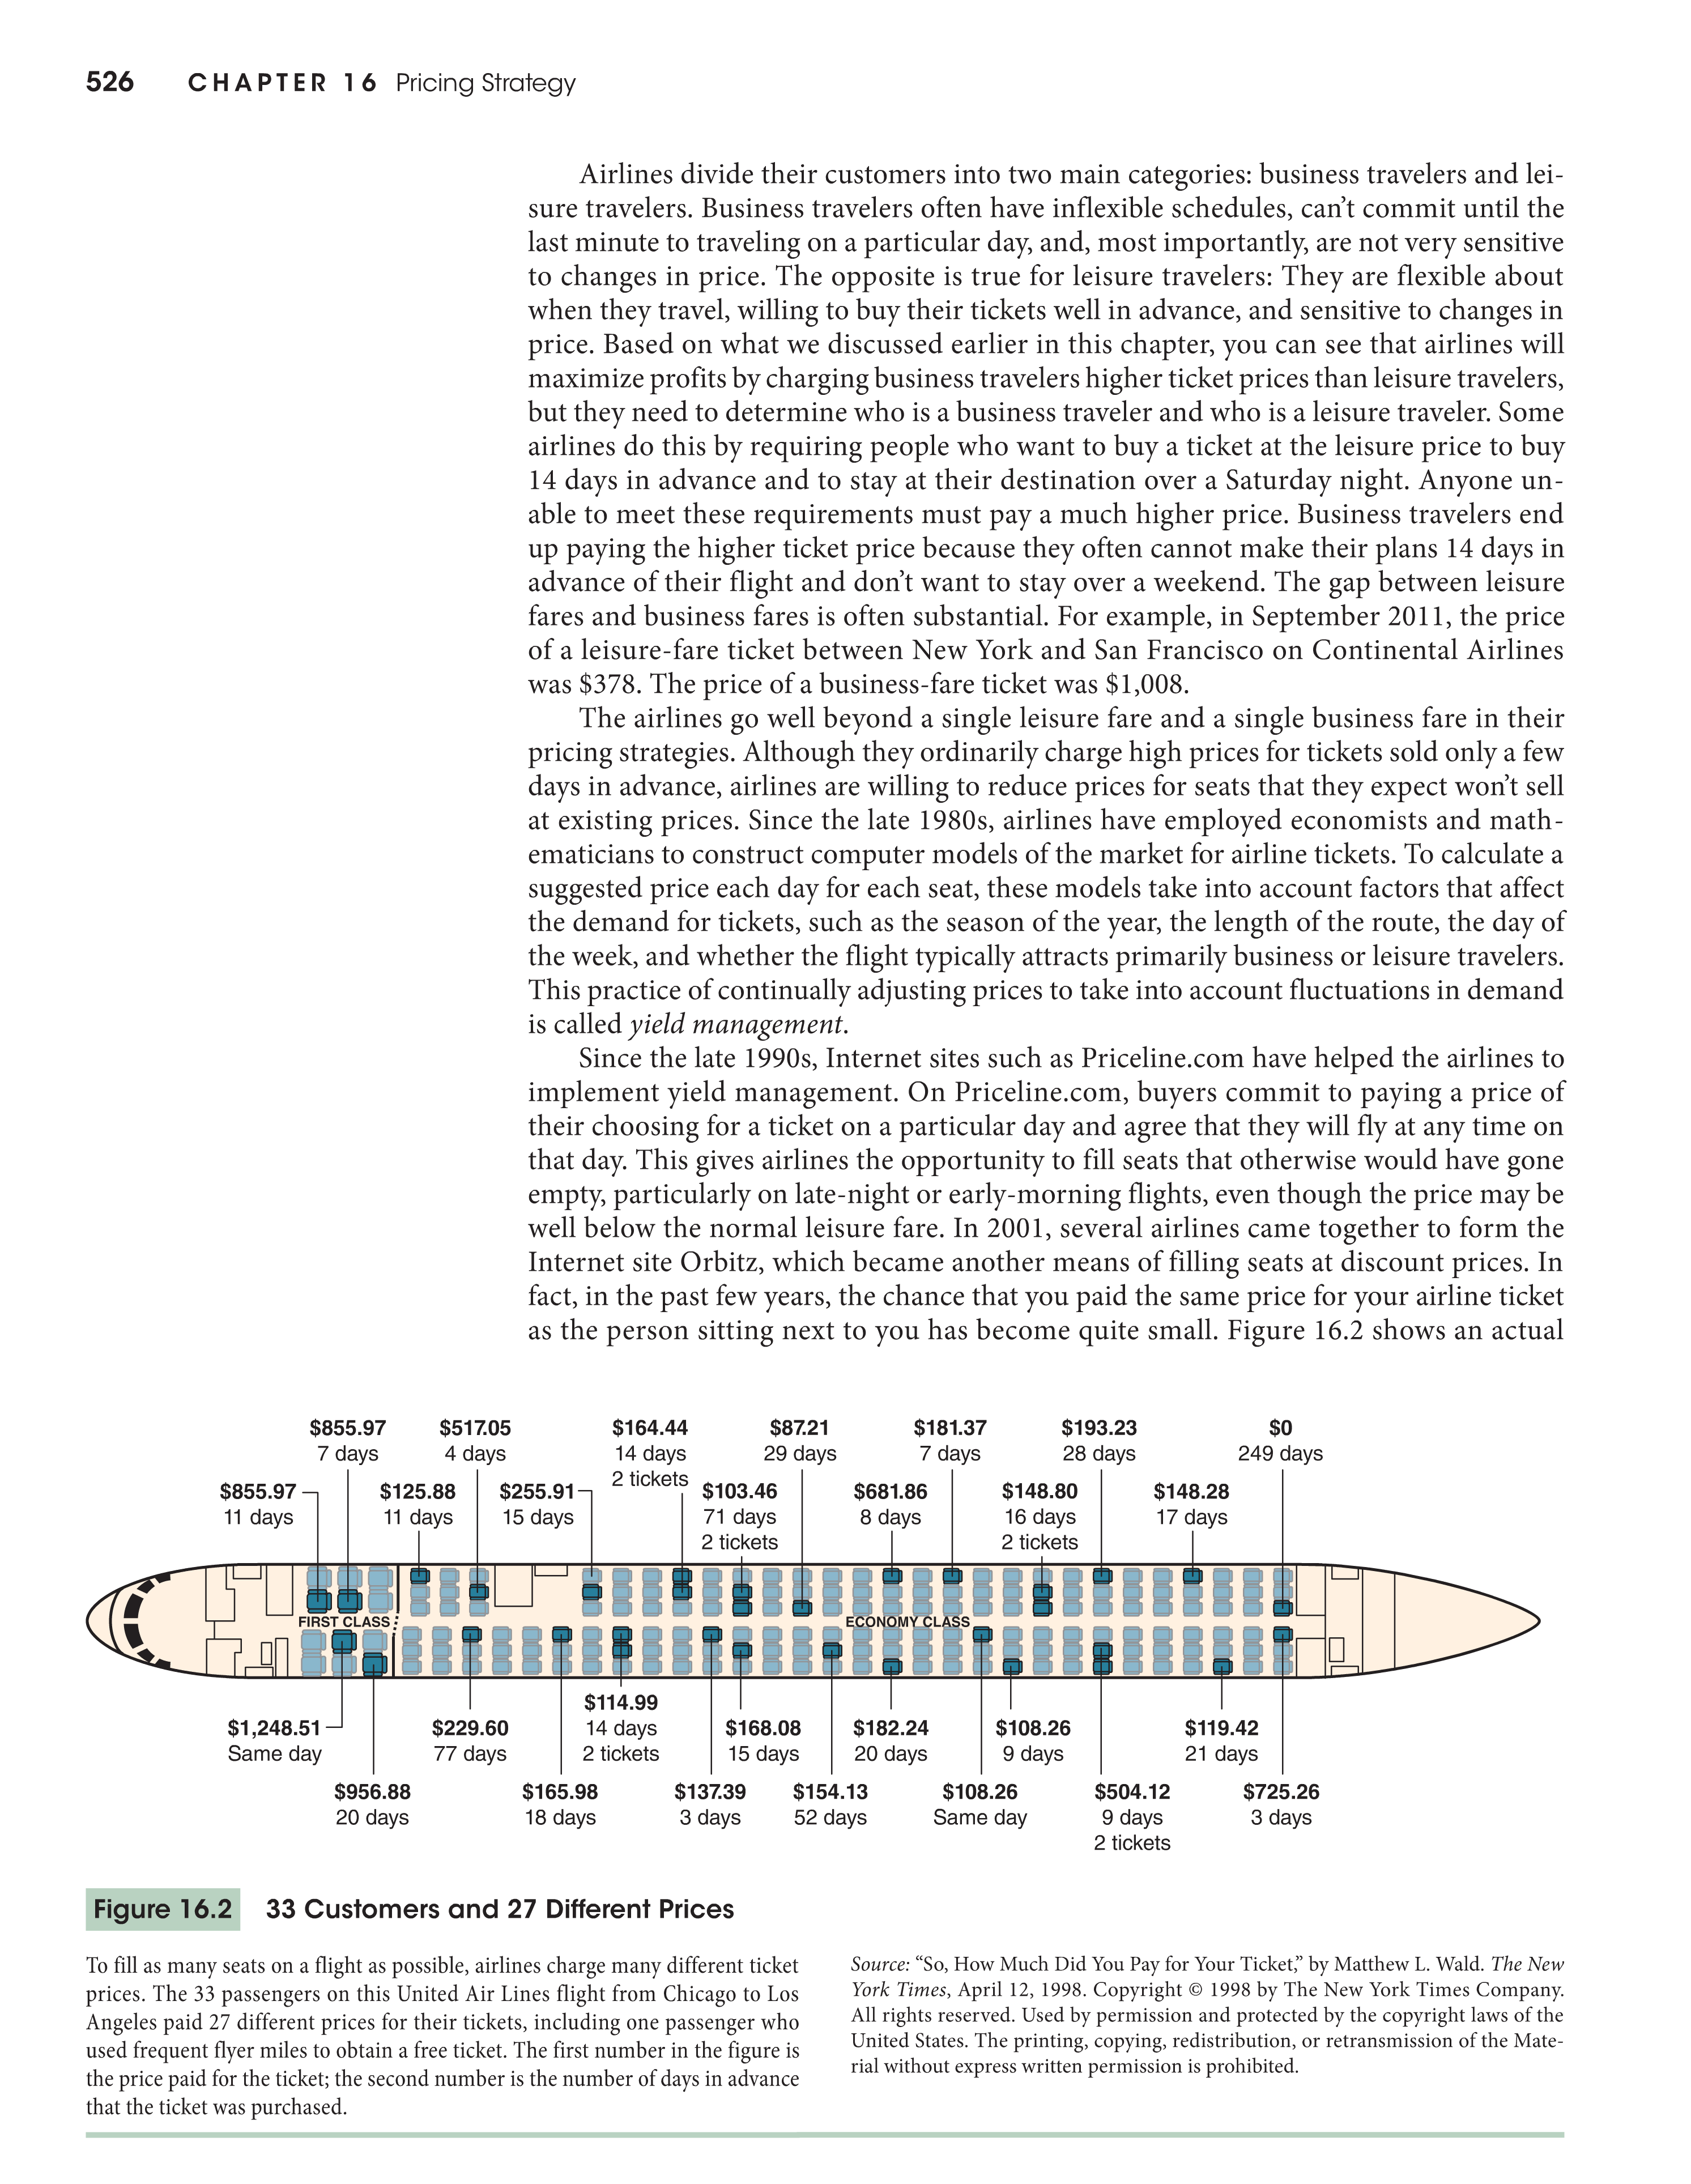 526 CHAPTER 16 Pricing Strategy
Airlines divide their customers into two main categories: business travelers and lei-
sure travelers. Business travelers often have inflexible schedules, can’t commit until the
last minute to traveling on a particular day, and, most importantly, are not very sensitive
to changes in price. The opposite is true for leisure travelers: They are flexible about
when they travel, willing to buy their tickets well in advance, and sensitive to changes in
price. Based on what we discussed earlier in this chapter, you can see that airlines will
maximize profits by charging business travelers higher ticket prices than leisure travelers,
but they need to determine who is a business traveler and who is a leisure traveler. Some
airlines do this by requiring people who want to buy a ticket at the leisure price to buy
14 days in advance and to stay at their destination over a Saturday night. Anyone un-
able to meet these requirements must pay a much higher price. Business travelers end
up paying the higher ticket price because they often cannot make their plans 14 days in
advance of their flight and don’t want to stay over a weekend. The gap between leisure
fares and business fares is often substantial. For example, in September 2011, the price
of a leisure-fare ticket between New York and San Francisco on Continental Airlines
was $378. The price of a business-fare ticket was $1,008.
The airlines go well beyond a single leisure fare and a single business fare in their
pricing strategies. Although they ordinarily charge high prices for tickets sold only a few
days in advance, airlines are willing to reduce prices for seats that they expect won’t sell
at existing prices. Since the late 1980s, airlines have employed economists and math-
ematicians to construct computer models of the market for airline tickets. To calculate a
suggested price each day for each seat, these models take into account factors that affect
the demand for tickets, such as the season of the year, the length of the route, the day of
the week, and whether the flight typically attracts primarily business or leisure travelers.
This practice of continually adjusting prices to take into account fluctuations in demand
is called yield management.
Since the late 1990s, Internet sites such as Priceline.com have helped the airlines to
implement yield management. On Priceline.com, buyers commit to paying a price of
their choosing for a ticket on a particular day and agree that they will fly at any time on
that day. This gives airlines the opportunity to fill seats that otherwise would have gone
empty, particularly on late-night or early-morning flights, even though the price may be
well below the normal leisure fare. In 2001, several airlines came together to form the
Internet site Orbitz, which became another means of filling seats at discount prices. In
fact, in the past few years, the chance that you paid the same price for your airline ticket
as the person sitting next to you has become quite small. Figure 16.2 shows an actual
$855.97
7 days
$517.05
4 days
$164.44
14 days
2 tickets
$87.21
29 days
$181.37
7 days
$193.23
28 days
$0
249 days
$855.97
11 days
$125.88
11 days
$255.91
15 days
$103.46
71 days
2 tickets
$681.86
8 days
$148.80
16 days
2 tickets
$148.28
17 days
FIRST CLASS
ECONOMY CLASS
$1,248.51
Same day
$229.60
77 days
$114.99
14 days
2 tickets
$168.08
15 days
$182.24
20 days
$108.26
9 days
$119.42
21 days
$956.88
20 days
$165.98
18 days
$137.39
3 days
$154.13
52 days
$108.26
Same day
$504.12
9 days
2 tickets
$725.26
3 days
Figure 16.2 33 Customers and 27 Different Prices
To fill as many seats on a flight as possible, airlines charge many different ticket
prices. The 33 passengers on this United Air Lines flight from Chicago to Los
Angeles paid 27 different prices for their tickets, including one passenger who
used frequent flyer miles to obtain a free ticket. The first number in the figure is
the price paid for the ticket; the second number is the number of days in advance
that the ticket was purchased.
Source: “So, How Much Did You Pay for Your Ticket,” by Matthew L. Wald. The New
York Times, April 12, 1998. Copyright © 1998 by The New York Times Company.
All rights reserved. Used by permission and protected by the copyright laws of the
United States. The printing, copying, redistribution, or retransmission of the Mate-
rial without express written permission is prohibited.